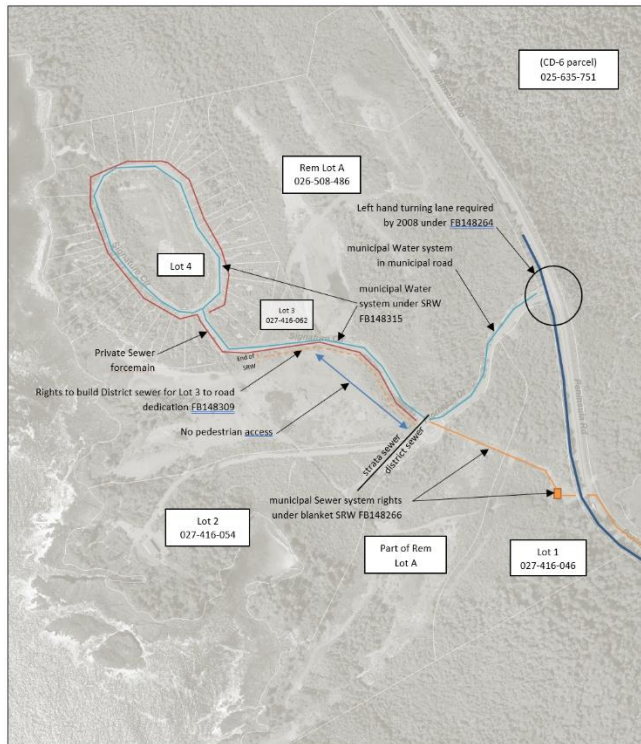 (CD-6 parcel)
025-635-751
Rem Lot A
026-508-486
Left hand turning lane required
by 2008 under FB148264
municipal Water system
in municipal road
Lot 4
municipal Water
system under SRW
FB148315
Lot 3
027-416-062
Private Sewer
forcemain
End of
SRW
Rights to build District sewer for Lot 3 to road
dedication FB148309
No pedestrian access
strata sewer
district sewer
municipal Sewer system rights
under blanket SRW FB148266
Lot 2
027-416-054
Part of Rem
Lot A
Lot 1
027-416-046